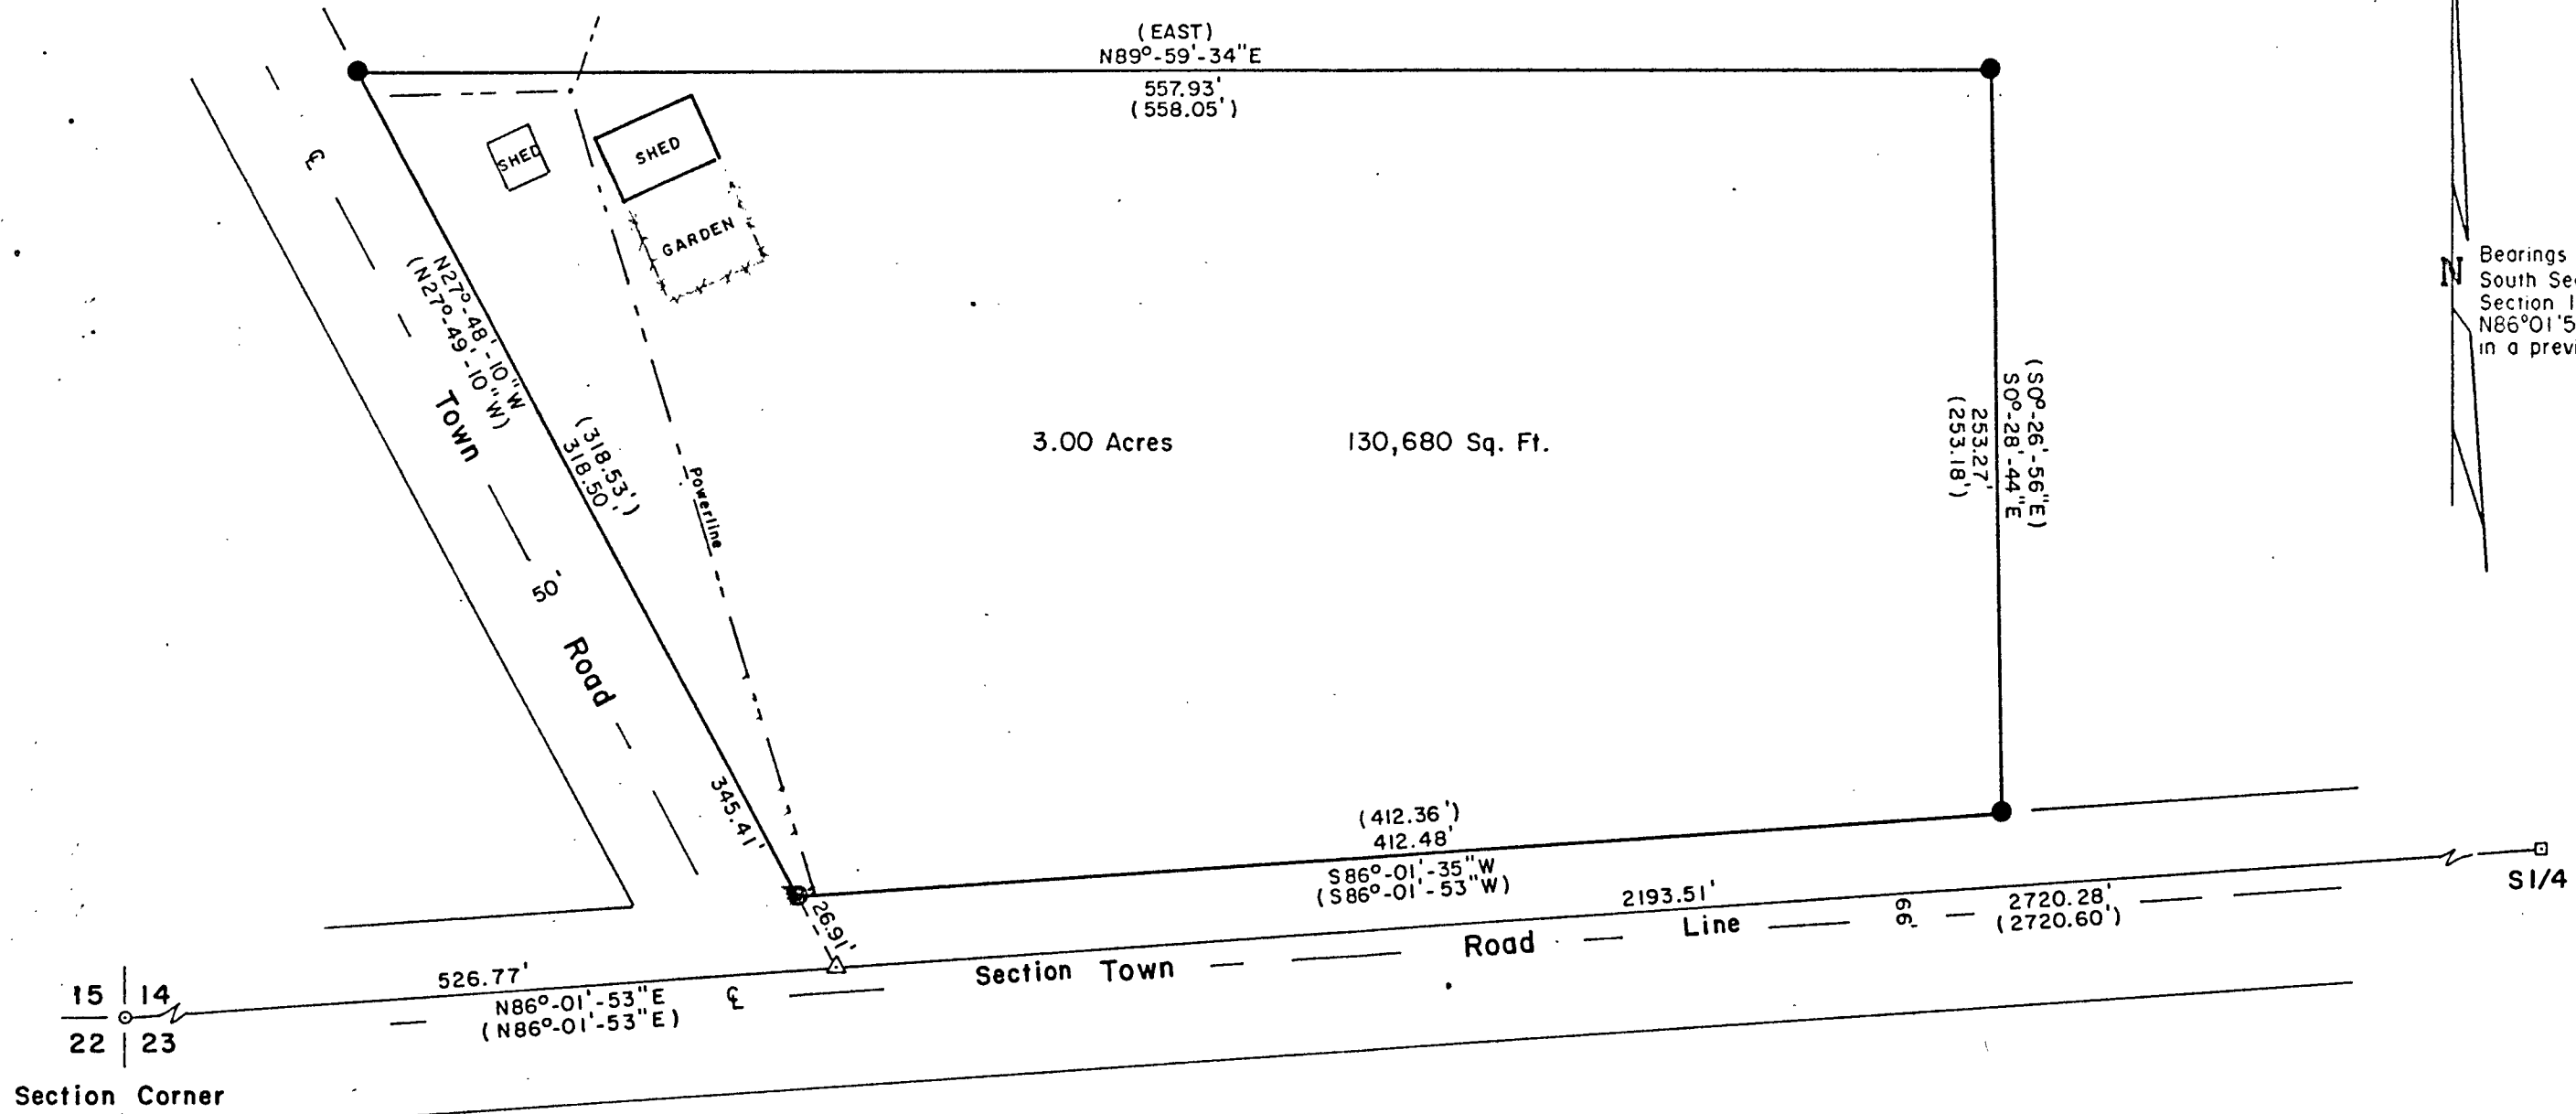 (EAST)
N89°-59'-34"E
557.93'
(558.05')
℄
SHED
SHED
GARDEN
N27°-48'-10"W
(N27°-49'-10"W)
(318.53')
318.50'
Town
Road
50'
345.41'
Powerline
3.00 Acres
130,680 Sq. Ft.
(S0°-26'-56"E)
S0°-28'-44"E
253.27'
(253.18')
N
Bearings
South
Section
N86°01'5
in a
(412.36')
412.48'
S86°-01'-35"W
(S86°-01'-53"W)
26.91'
2193.51'
66'
2720.28'
(2720.60')
S1/4
Section Town Road Line
526.77'
N86°-01'-53"E
(N86°-01'-53"E)
℄
15 14
22 23
Section Corner